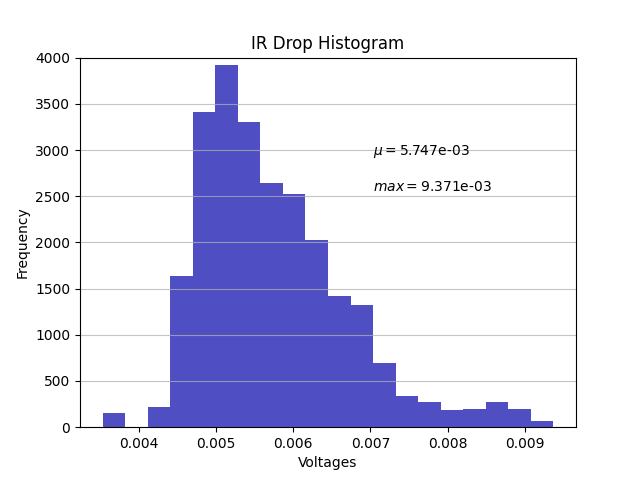 IR Drop Histogram
4000
3500
3000
2500
2000
1500
1000
500
0
Frequency
μ = 5.747e-03
max = 9.371e-03
0.004 0.005 0.006 0.007 0.008 0.009
Voltages